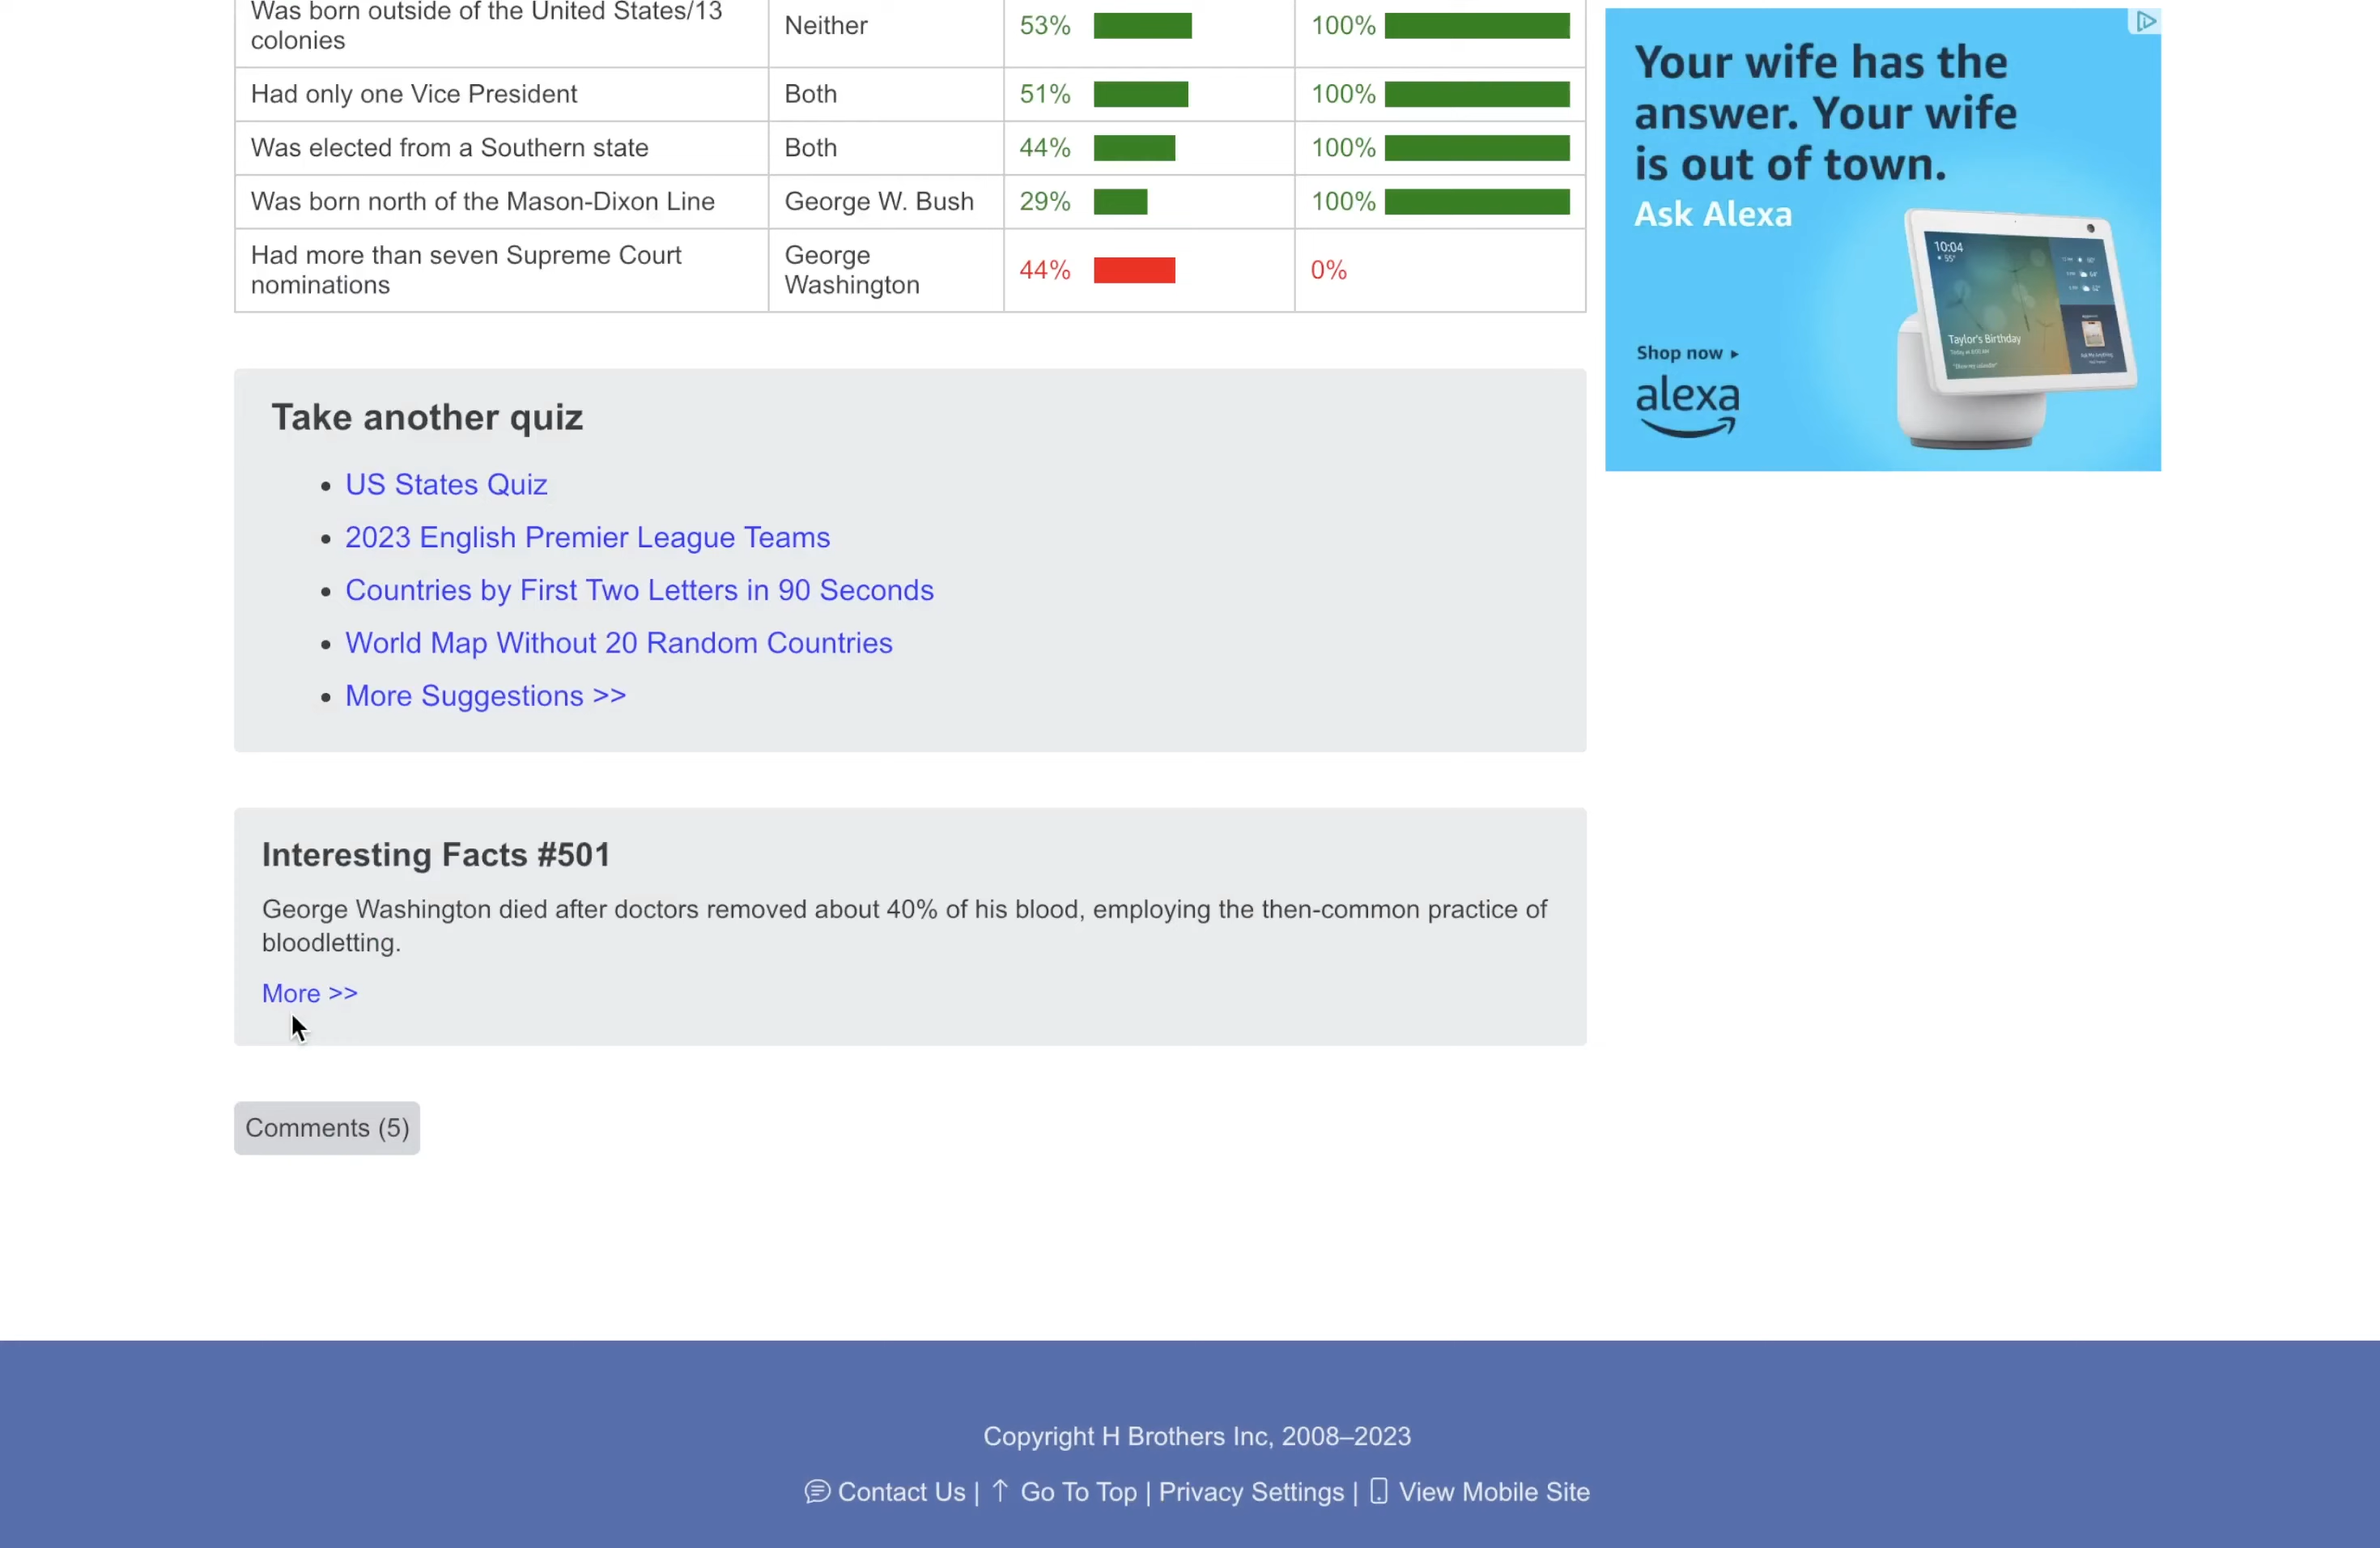 Was born outside of the United States/13
colonies
Neither
53%
100%
Had only one Vice President
Both
51%
100%
Was elected from a Southern state
Both
44%
100%
Was born north of the Mason-Dixon Line
George W. Bush
29%
100%
Had more than seven Supreme Court
nominations
George
Washington
44%
0%
Your wife has the
answer. Your wife
is out of town.
Ask Alexa
10:04
Taylor's Birthday
Shop now
alexa
Take another quiz
US States Quiz
2023 English Premier League Teams
Countries by First Two Letters in 90 Seconds
World Map Without 20 Random Countries
More Suggestions >>
Interesting Facts #501
George Washington died after doctors removed about 40% of his blood, employing the then-common practice of
bloodletting.
More >>
Comments (5)
Copyright H Brothers Inc, 2008–2023
Contact Us | Go To Top | Privacy Settings | View Mobile Site